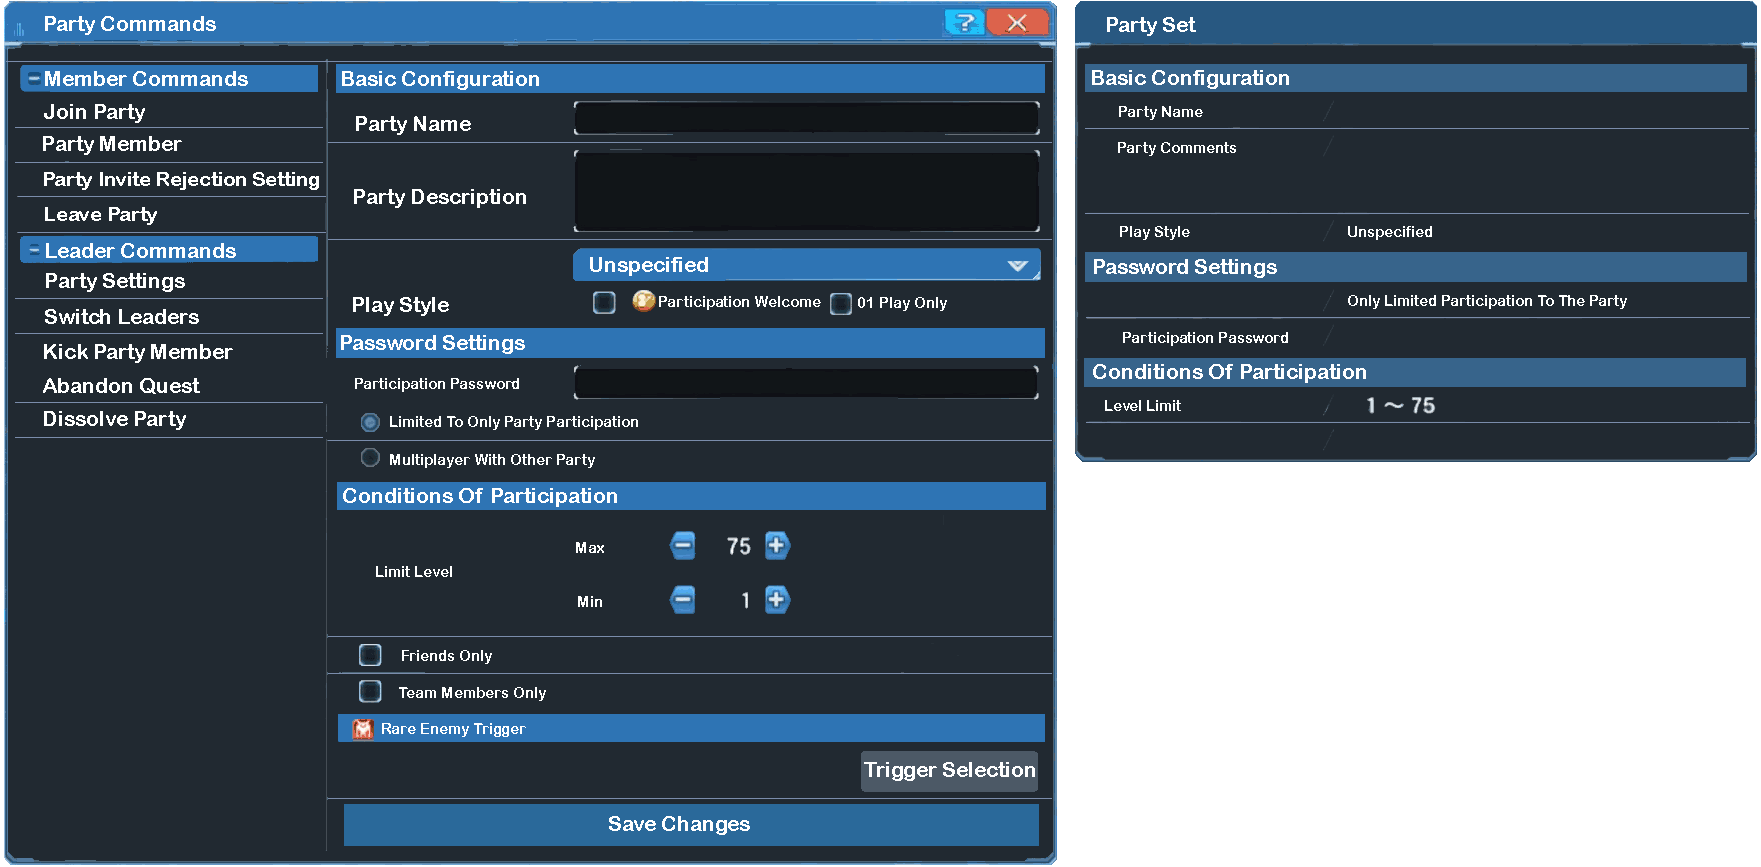 Party Commands
?
Member Commands
Join Party
Party Member
Party Invite Rejection Setting
Leave Party
Leader Commands
Party Settings
Switch Leaders
Kick Party Member
Abandon Quest
Dissolve Party
Basic Configuration
Party Name
Party Description
Unspecified
Play Style
Participation Welcome
01 Play Only
Password Settings
Participation Password
Limited To Only Party Participation
Multiplayer With Other Party
Conditions Of Participation
Max 75
Limit Level
Min 1
Friends Only
Team Members Only
Rare Enemy Trigger
Trigger Selection
Save Changes
Party Set
Basic Configuration
Party Name /
Party Comments /
Play Style / Unspecified
Password Settings
/ Only Limited Participation To The Party
Participation Password /
Conditions Of Participation
Level Limit / 1 ~ 75
/